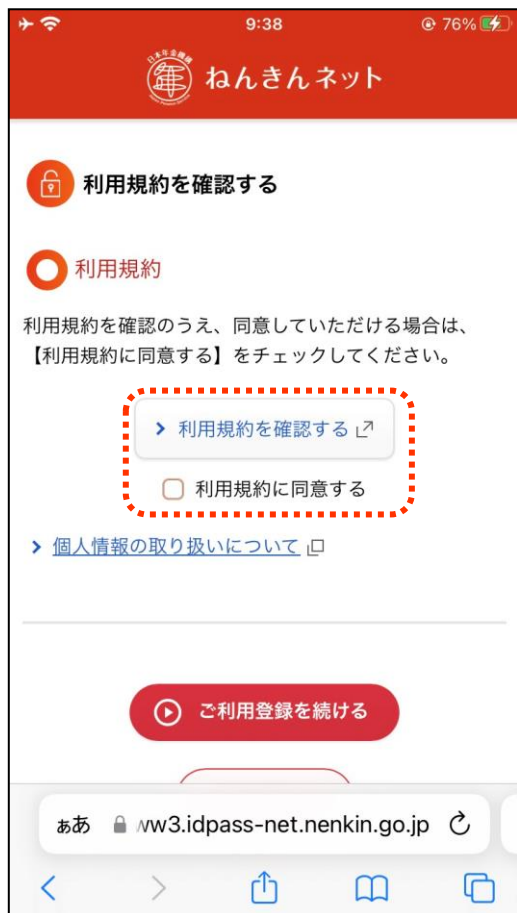 9:38
76%
日本年金機構
ねんきんネット
利用規約を確認する
利用規約
利用規約を確認のうえ、同意していただける場合は、
【利用規約に同意する】をチェックしてください。
利用規約を確認する
利用規約に同意する
個人情報の取り扱いについて
ご利用登録を続ける
ぁあ
ww3.idpass-net.nenkin.go.jp